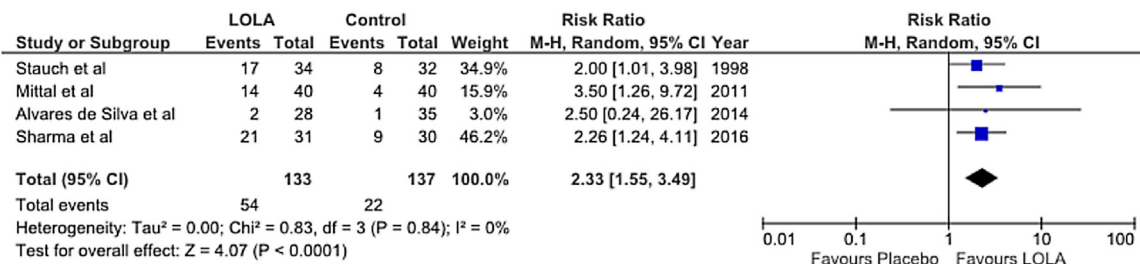 LOLA Control Risk Ratio Risk Ratio
Study or Subgroup Events Total Events Total Weight M-H, Random, 95% CI Year M-H, Random, 95% CI
Stauch et al 17 34 8 32 34.9% 2.00 [1.01, 3.98] 1998
Mittal et al 14 40 4 40 15.9% 3.50 [1.26, 9.72] 2011
Alvares de Silva et al 2 28 1 35 3.0% 2.50 [0.24, 26.17] 2014
Sharma et al 21 31 9 30 46.2% 2.26 [1.24, 4.11] 2016
Total (95% CI) 133 137 100.0% 2.33 [1.55, 3.49]
Total events 54 22
Heterogeneity: Tau² = 0.00; Chi² = 0.83, df = 3 (P = 0.84); I² = 0%
Test for overall effect: Z = 4.07 (P < 0.0001)
0.01 0.1 1 10 100
Favours Placebo Favours LOLA